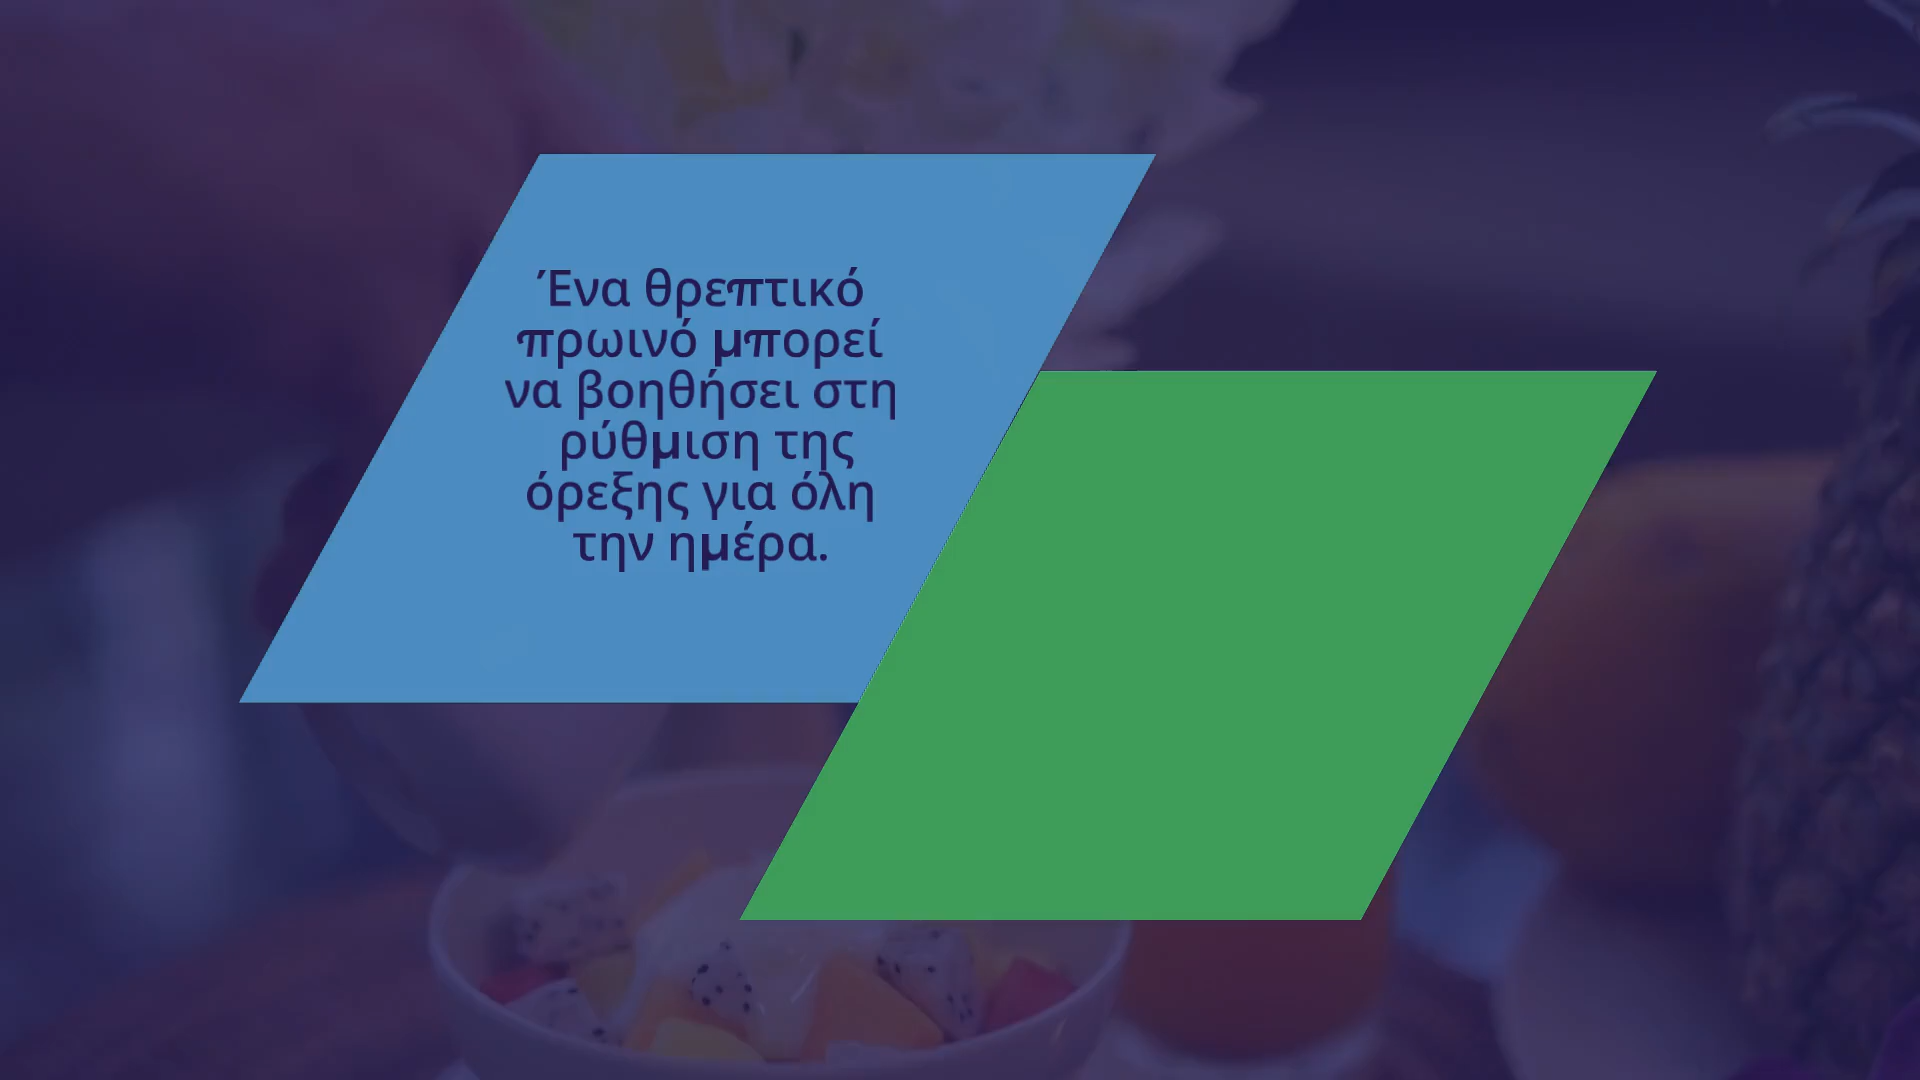 Ένα θρεπτικό
πρωινό μπορεί
να βοηθήσει στη
ρύθμιση της
όρεξης για όλη
την ημέρα.